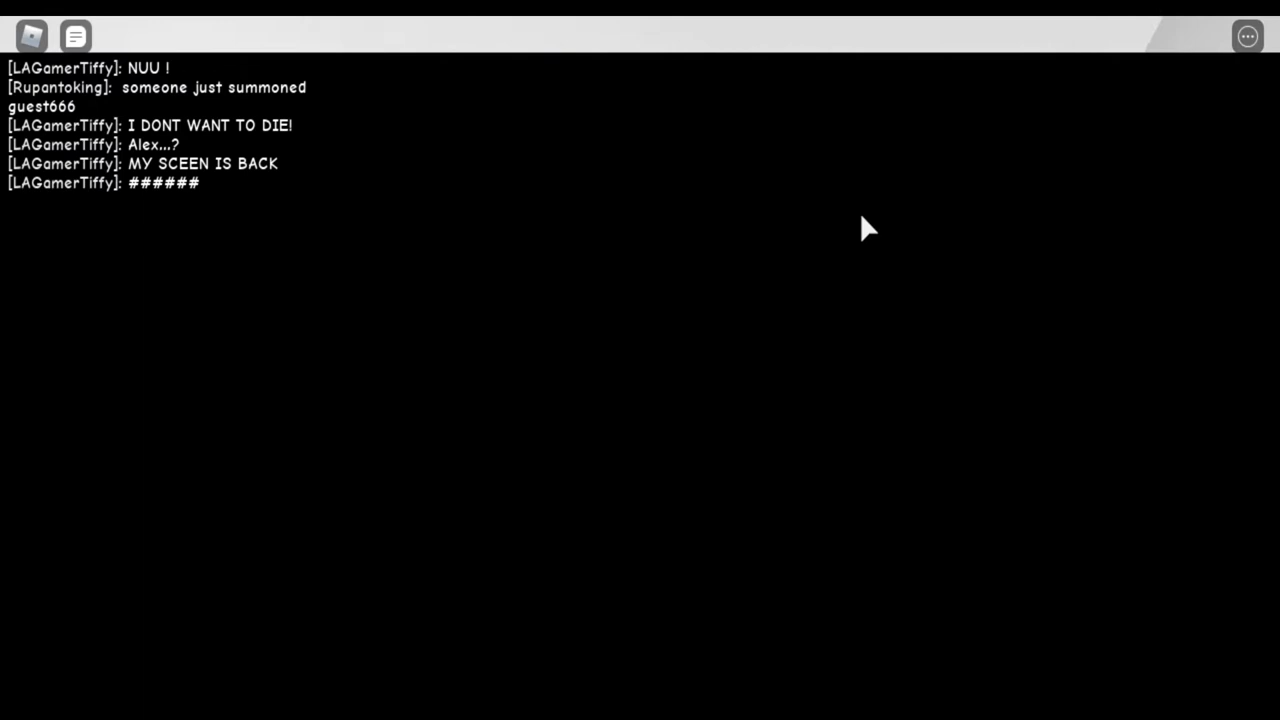 [LAGamerTiffy]: NUU !
[Rupantoking]: someone just summoned
guest666
[LAGamerTiffy]: I DONT WANT TO DIE!
[LAGamerTiffy]: Alex...?
[LAGamerTiffy]: MY SCEEN IS BACK
[LAGamerTiffy]: ######